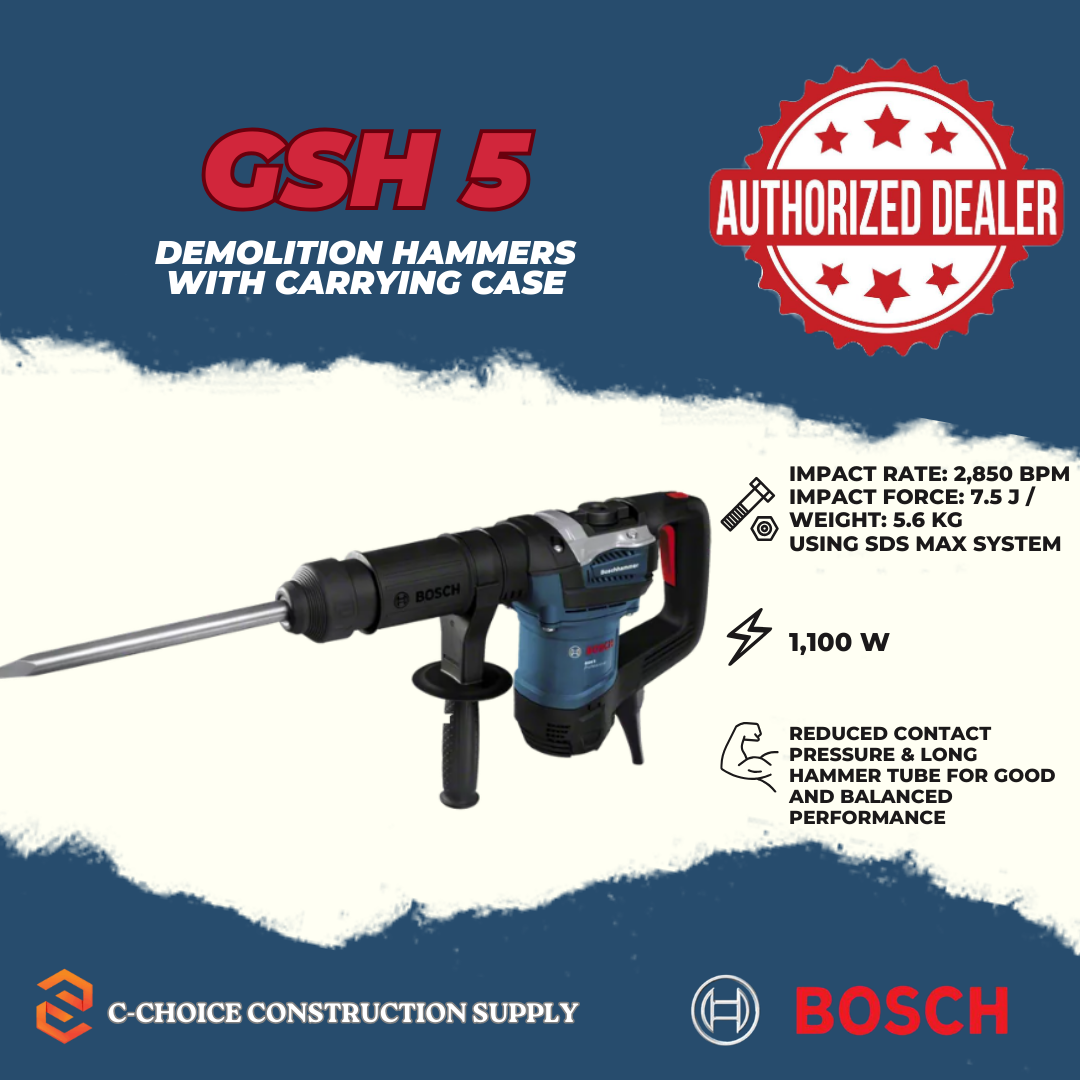 GSH 5
DEMOLITION HAMMERS
WITH CARRYING CASE
AUTHORIZED DEALER
IMPACT RATE: 2,850 BPM
IMPACT FORCE: 7.5 J /
WEIGHT: 5.6 KG
USING SDS MAX SYSTEM
1,100 W
REDUCED CONTACT
PRESSURE & LONG
HAMMER TUBE FOR GOOD
AND BALANCED
PERFORMANCE
BOSCH
Boschhammer
BOSCH
C-CHOICE CONSTRUCTION SUPPLY
BOSCH